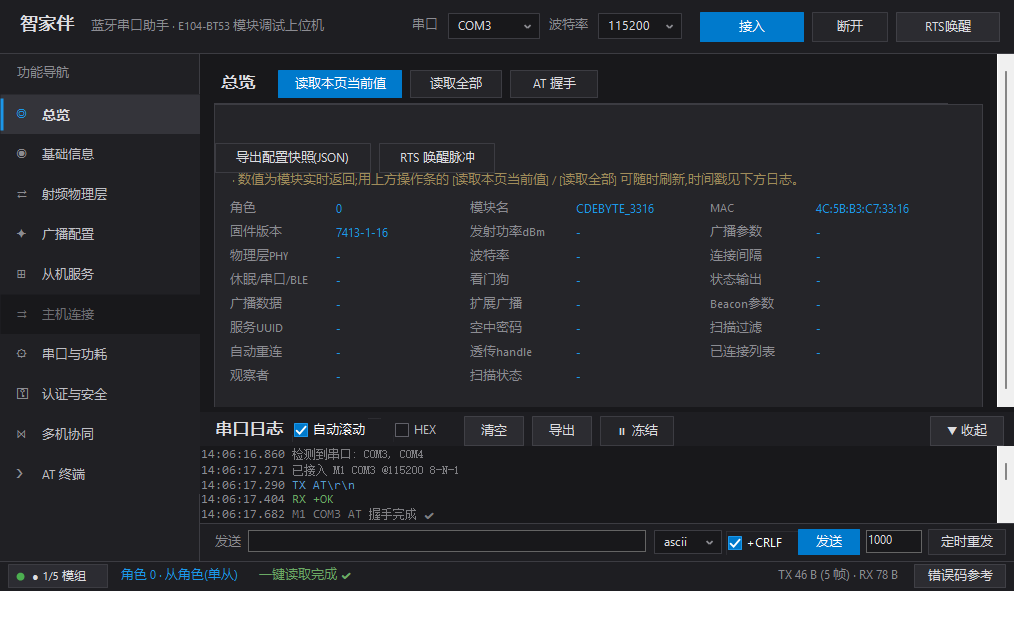 智家伴 蓝牙串口助手 · E104-BT53 模块调试上位机 串口 COM3 波特率 115200 接入 断开 RTS唤醒
功能导航
总览
基础信息
射频物理层
广播配置
从机服务
主机连接
串口与功耗
认证与安全
多机协同
AT 终端
总览 读取本页当前值 读取全部 AT 握手
导出配置快照(JSON) RTS 唤醒脉冲
· 数值为模块实时返回;用上方操作条的 [读取本页当前值] / [读取全部] 可随时刷新,时间戳见下方日志。
角色 0 模块名 CDEBYTE_3316 MAC 4C:5B:B3:C7:33:16
固件版本 7413-1-16 发射功率dBm - 广播参数 -
物理层PHY - 波特率 - 连接间隔 -
休眠/串口/BLE - 看门狗 - 状态输出 -
广播数据 - 扩展广播 - Beacon参数 -
服务UUID - 空中密码 - 扫描过滤 -
自动重连 - 透传handle - 已连接列表 -
观察者 - 扫描状态 -
串口日志 自动滚动 HEX 清空 导出 ⏸ 冻结 ▼收起
14:06:16.860 检测到串口: COM3, COM4
14:06:17.271 已接入 M1 COM3 @115200 8-N-1
14:06:17.290 TX AT\r\n
14:06:17.404 RX +OK
14:06:17.682 M1 COM3 AT 握手完成 ✔
发送 ascii +CRLF 发送 1000 定时重发
● ● 1/5 模组 角色 0 · 从角色(单从) 一键读取完成 ✔ TX 46 B (5 帧) · RX 78 B 错误码参考